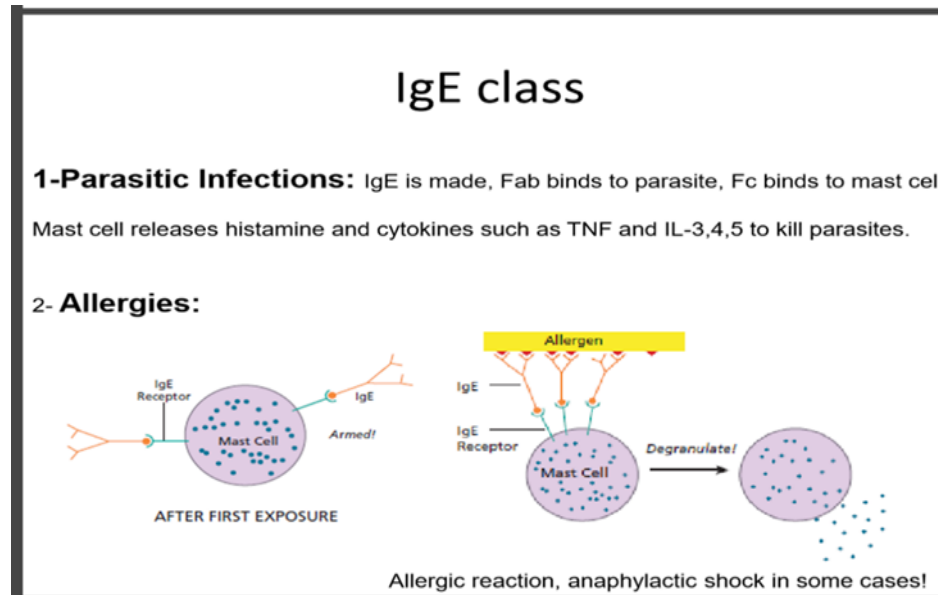 IgE class
1-Parasitic Infections: IgE is made, Fab binds to parasite, Fc binds to mast cel
Mast cell releases histamine and cytokines such as TNF and IL-3,4,5 to kill parasites.
2- Allergies:
IgE
Receptor
Mast Cell
IgE
Armed!
AFTER FIRST EXPOSURE
Allergen
IgE
IgE
Receptor
Mast Cell
Degranulate!
Allergic reaction, anaphylactic shock in some cases!